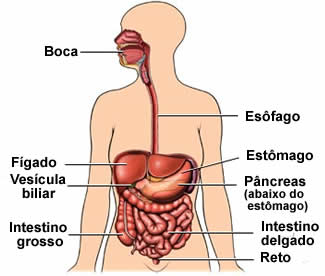 Boca
Esôfago
Fígado
Estômago
Vesícula
biliar
Pâncreas
(abaixo do
estômago)
Intestino
grosso
Intestino
delgado
Reto